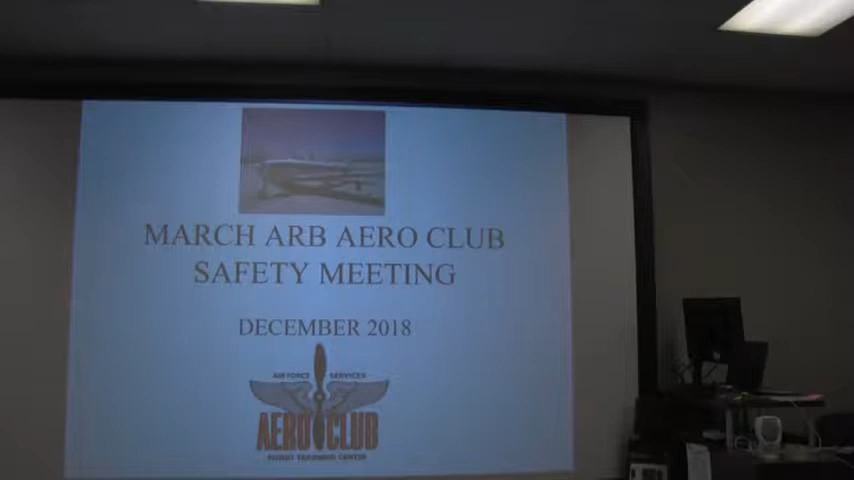 MARCH ARB AERO CLUB
SAFETY MEETING
DECEMBER 2018
AIR FORCE SERVICES
AERO CLUB
FLIGHT TRAINING CENTER